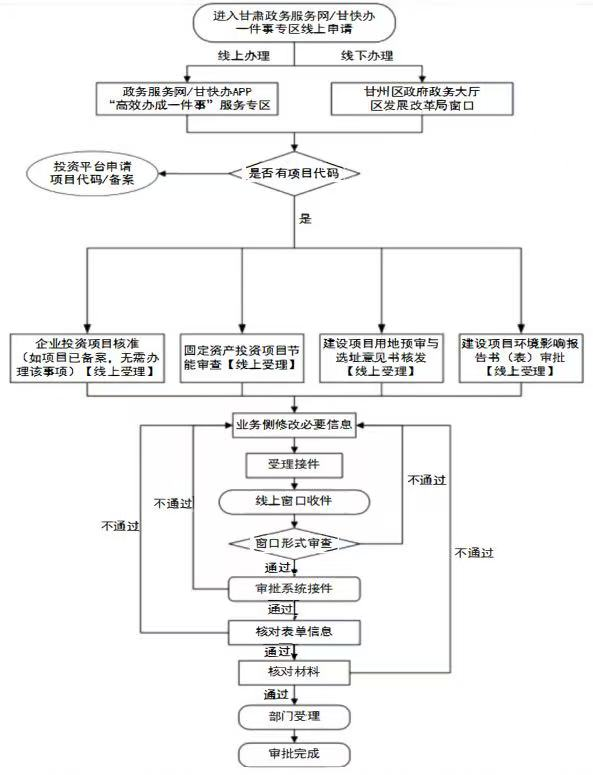 进入甘肃政务服务网/甘快办
一件事专区线上申请
线上办理
线下办理
政务服务网/甘快办APP
“高效办成一件事”服务专区
甘州区政府政务大厅
区发展改革局窗口
投资平台申请
项目代码/备案
是否有项目代码
是
企业投资项目核准
（如项目已备案，无需办
理该事项）【线上受理】
固定资产投资项目节
能审查【线上受理】
建设项目用地预审与
选址意见书核发
【线上受理】
建设项目环境影响报
告书（表）审批
【线上受理】
业务侧修改必要信息
受理接件
不通过
不通过
线上窗口收件
不通过
不通过
窗口形式审查
通过
审批系统接件
通过
核对表单信息
通过
核对材料
通过
部门受理
审批完成